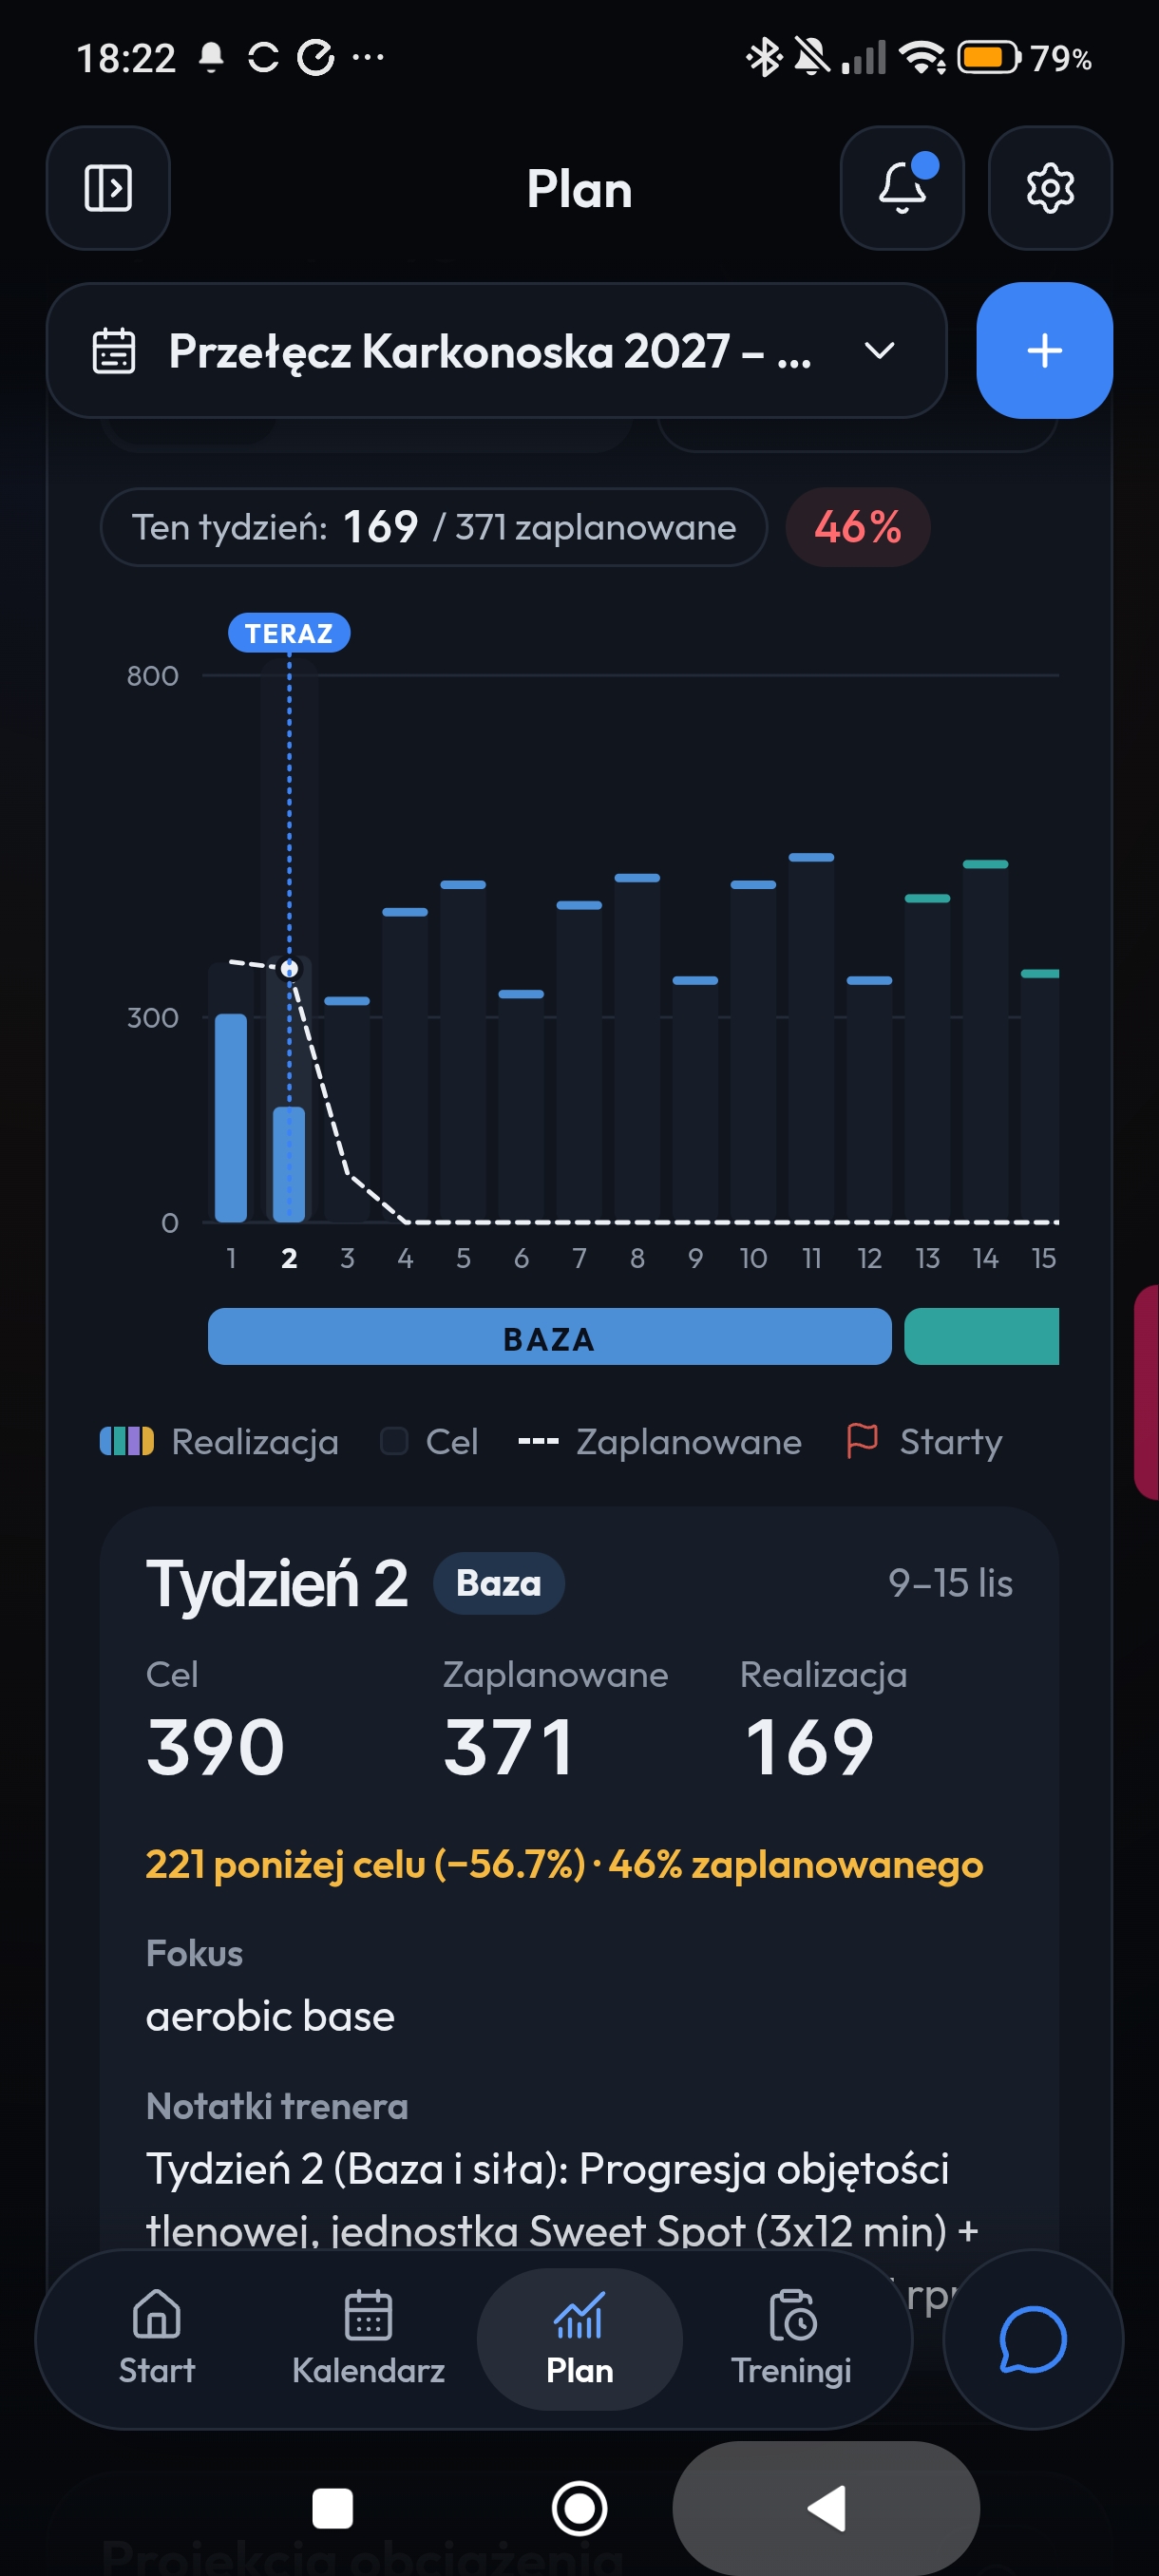 18:22 ... 79%
Plan
Przełęcz Karkonoska 2027 – ...
Ten tydzień: 169 / 371 zaplanowane 46%
TERAZ
800
300
0
1 2 3 4 5 6 7 8 9 10 11 12 13 14 15
BAZA
Realizacja Cel Zaplanowane Starty
Tydzień 2 Baza 9–15 lis
Cel Zaplanowane Realizacja
390 371 169
221 poniżej celu (−56.7%) · 46% zaplanowanego
Fokus
aerobic base
Notatki trenera
Tydzień 2 (Baza i siła): Progresja objętości
tlenowej, jednostka Sweet Spot (3x12 min) +
Start Kalendarz Plan Treningi
Projekcja obciążenia